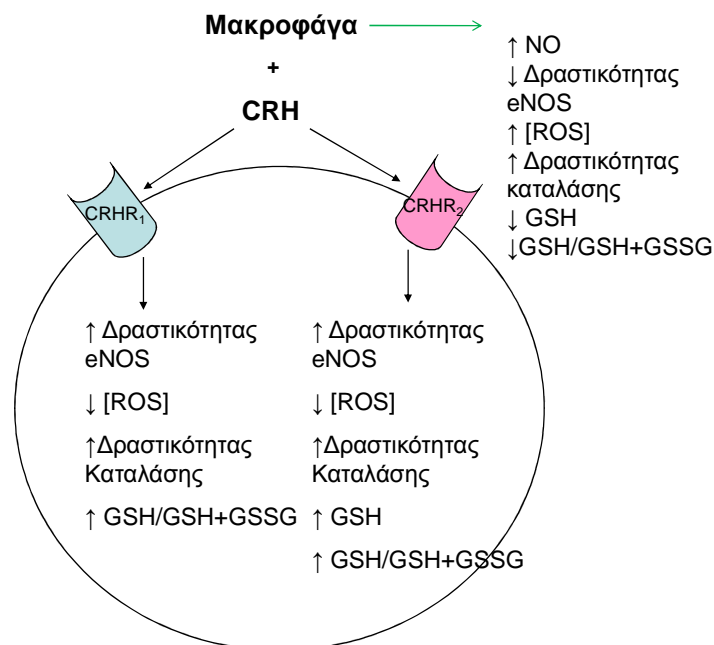 Μακροφάγα
+
CRH
↑ NO
↓ Δραστικότητας
eNOS
↑ [ROS]
↑ Δραστικότητας
καταλάσης
↓ GSH
↓GSH/GSH+GSSG
CRHR₁
CRHR₂
↑ Δραστικότητας
eNOS
↓ [ROS]
↑Δραστικότητας
Καταλάσης
↑ GSH/GSH+GSSG
↑ Δραστικότητας
eNOS
↓ [ROS]
↑Δραστικότητας
Καταλάσης
↑ GSH
↑ GSH/GSH+GSSG